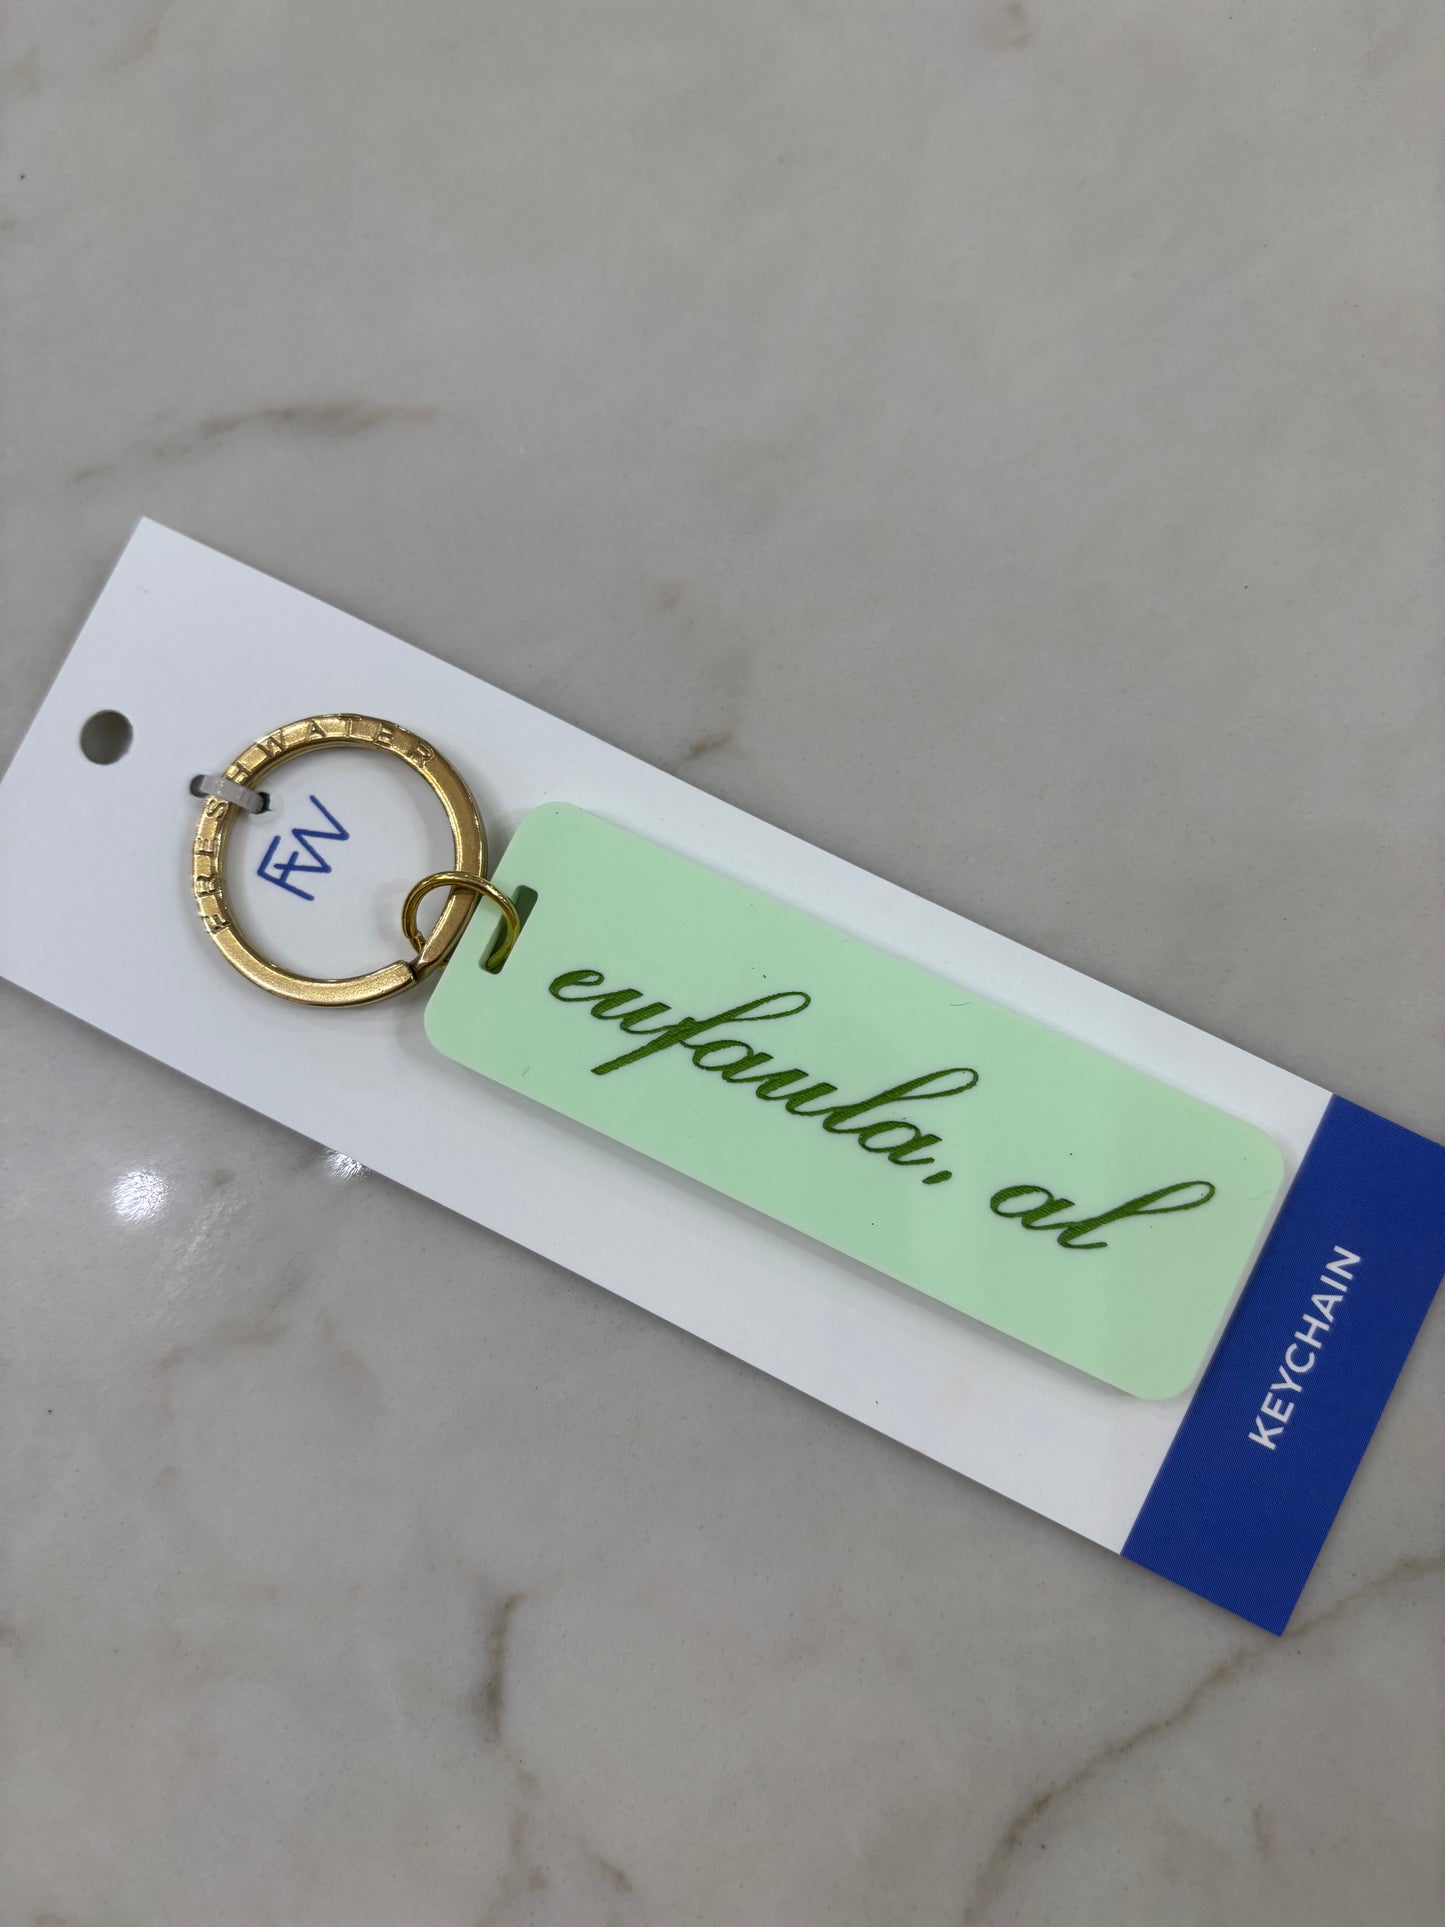 FRESHWATER
FW
eufaula, al
KEYCHAIN